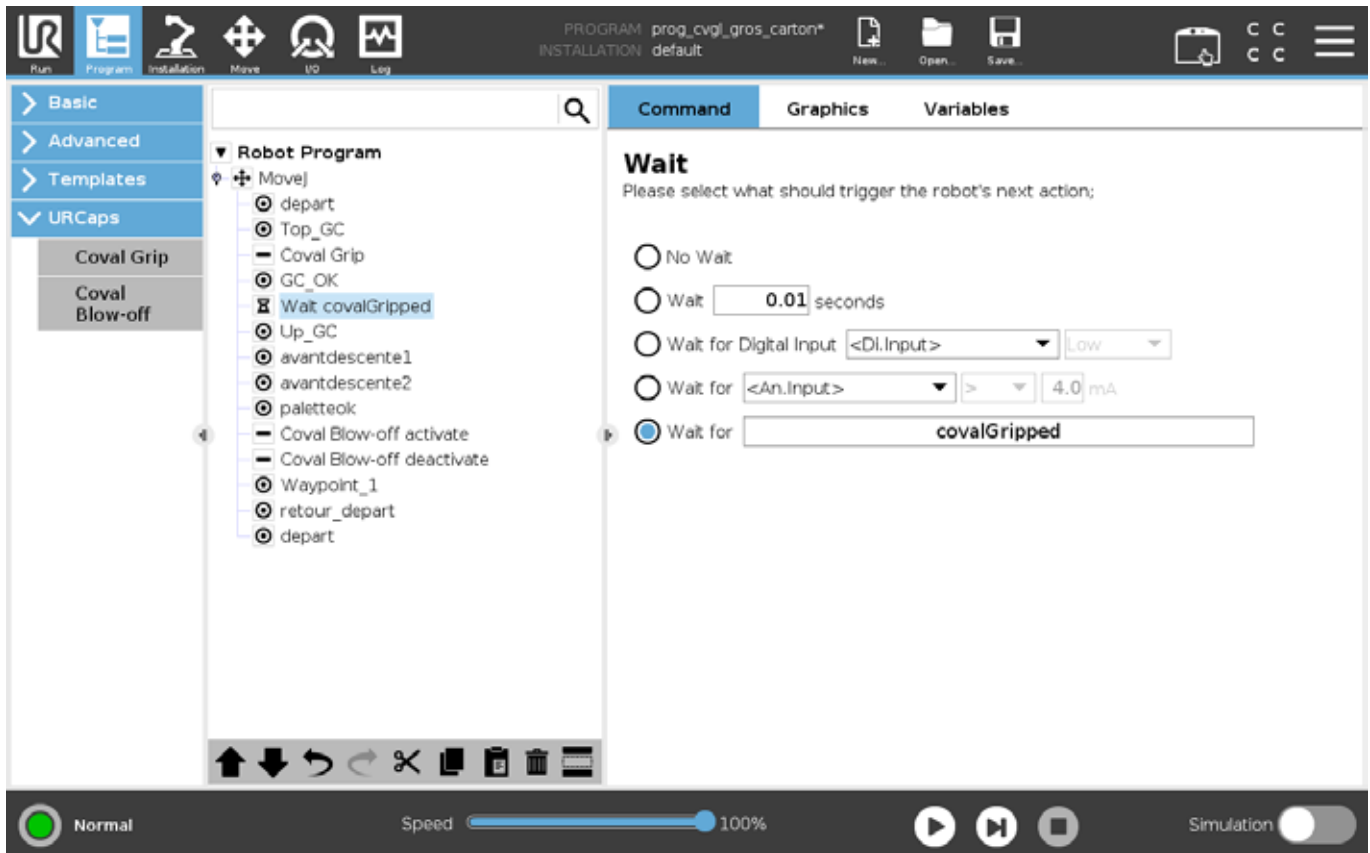 UR
PROGRAM prog_cvgl_gros_carton*
INSTALLATION default
Run
Program
Installation
Move
I/O
Log
New...
Open...
Save...
C C
C C
Basic
Advanced
Templates
URCaps
Coval Grip
Coval
Blow-off
Robot Program
MoveJ
depart
Top_GC
Coval Grip
GC_OK
Wait covalGripped
Up_GC
avantdescente1
avantdescente2
paletteok
Coval Blow-off activate
Coval Blow-off deactivate
Waypoint_1
retour_depart
depart
Command
Graphics
Variables
Wait
Please select what should trigger the robot's next action;
No Wait
Wait 0.01 seconds
Wait for Digital Input <Di.Input> Low
Wait for <An.Input> > 4.0 mA
Wait for covalGripped
Normal
Speed 100%
Simulation